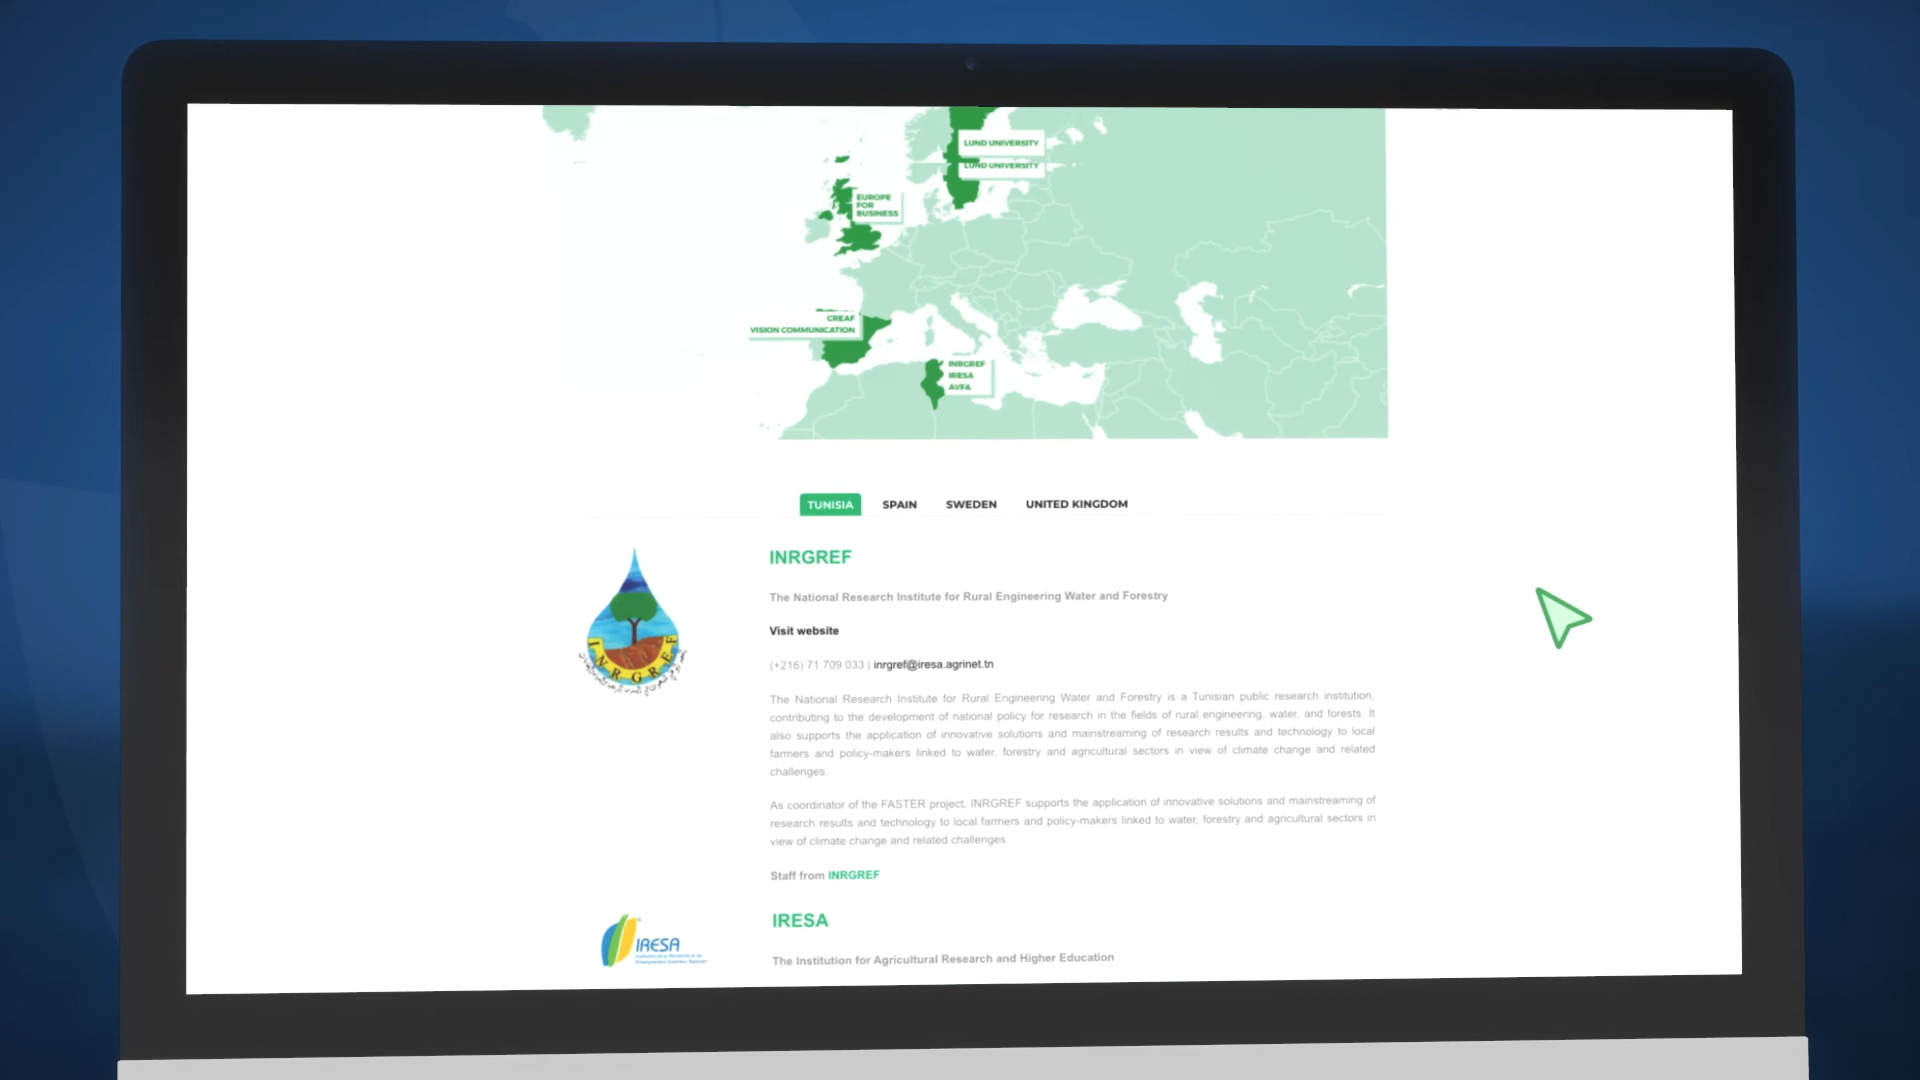 LUND UNIVERSITY
LUND UNIVERSITY
EUROPE
FOR
BUSINESS
CREAF
VISION COMMUNICATION
INRGREF
IRESA
AVFA
TUNISIA SPAIN SWEDEN UNITED KINGDOM
INRGREF
The National Research Institute for Rural Engineering Water and Forestry
Visit website
(+216) 71 709 033 | inrgref@iresa.agrinet.tn
The National Research Institute for Rural Engineering Water and Forestry is a Tunisian public research institution,
contributing to the development of national policy for research in the fields of rural engineering, water, and forests. It
also supports the application of innovative solutions and mainstreaming of research results and technology to local
farmers and policy-makers linked to water, forestry and agricultural sectors in view of climate change and related
challenges.
As coordinator of the FASTER project, INRGREF supports the application of innovative solutions and mainstreaming of
research results and technology to local farmers and policy-makers linked to water, forestry and agricultural sectors in
view of climate change and related challenges.
Staff from INRGREF
INRGREF
IRESA
IRESA
The Institution for Agricultural Research and Higher Education